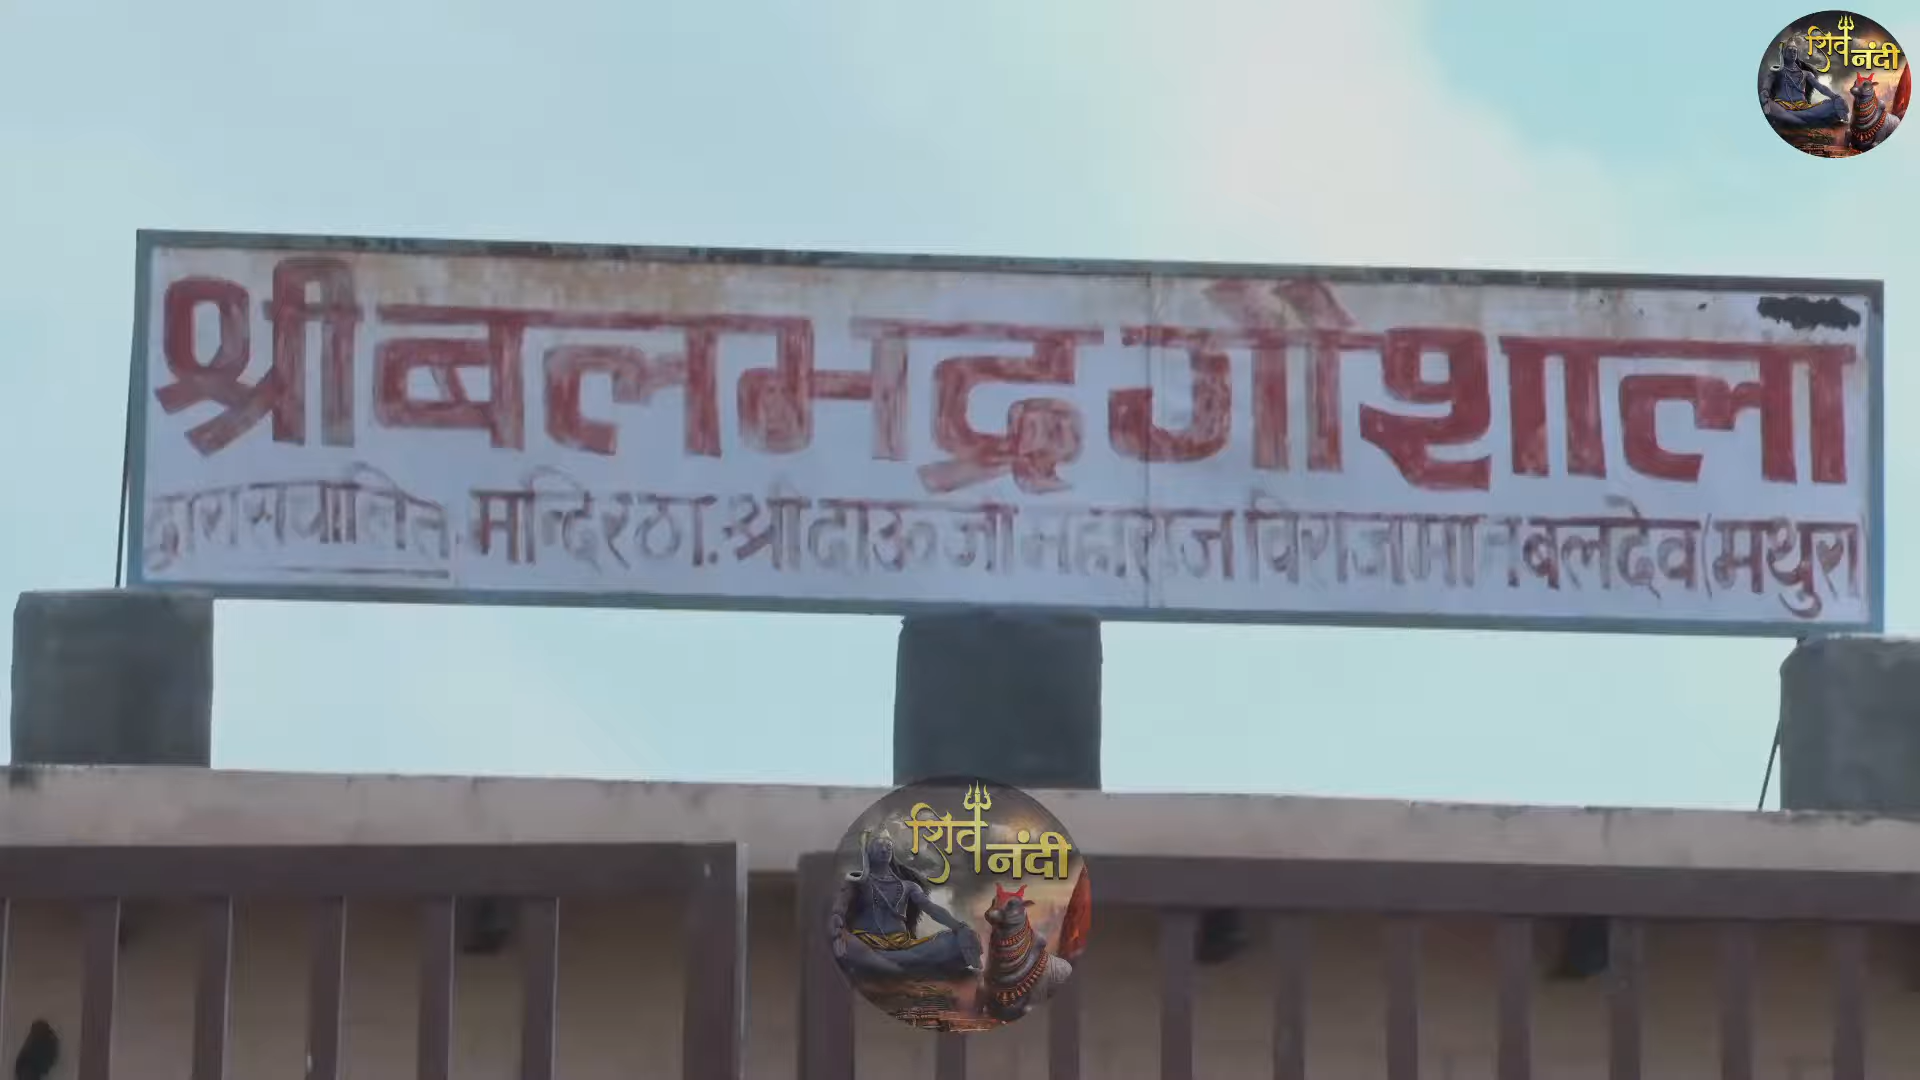 शिव नंदी
श्री बलभद्र गौशाला
द्वारा संचालित मन्दिर ठा. श्री दाऊजी महाराज विराजमान बलदेव (मथुरा
शिव नंदी